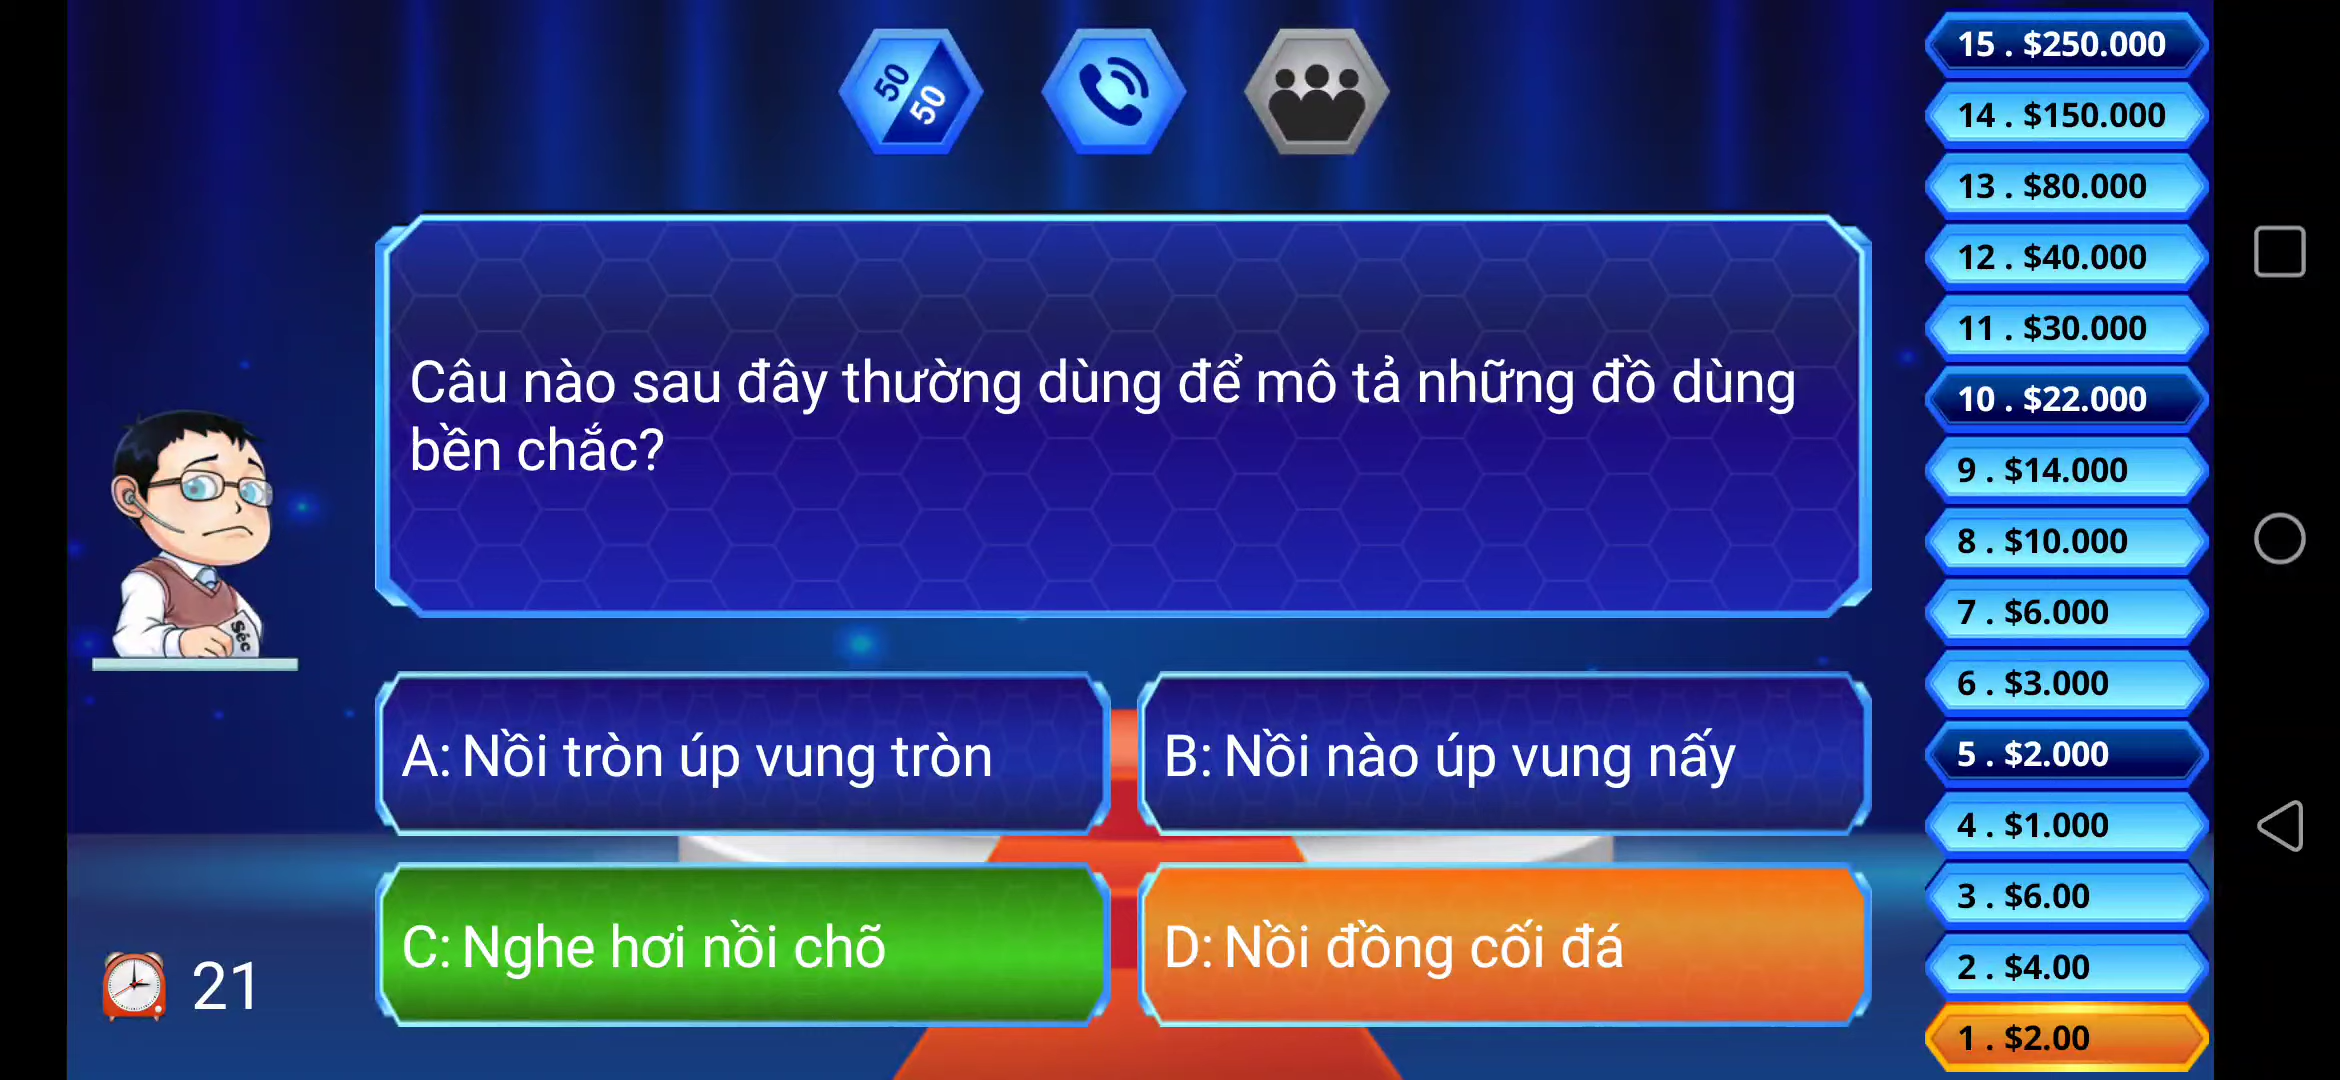 50
50
15 . $250.000
14 . $150.000
13 . $80.000
12 . $40.000
11 . $30.000
10 . $22.000
9 . $14.000
8 . $10.000
7 . $6.000
6 . $3.000
5 . $2.000
4 . $1.000
3 . $6.00
2 . $4.00
1 . $2.00
Câu nào sau đây thường dùng để mô tả những đồ dùng
bền chắc?
Séc
A: Nồi tròn úp vung tròn
B: Nồi nào úp vung nấy
C: Nghe hơi nồi chõ
D: Nồi đồng cối đá
21